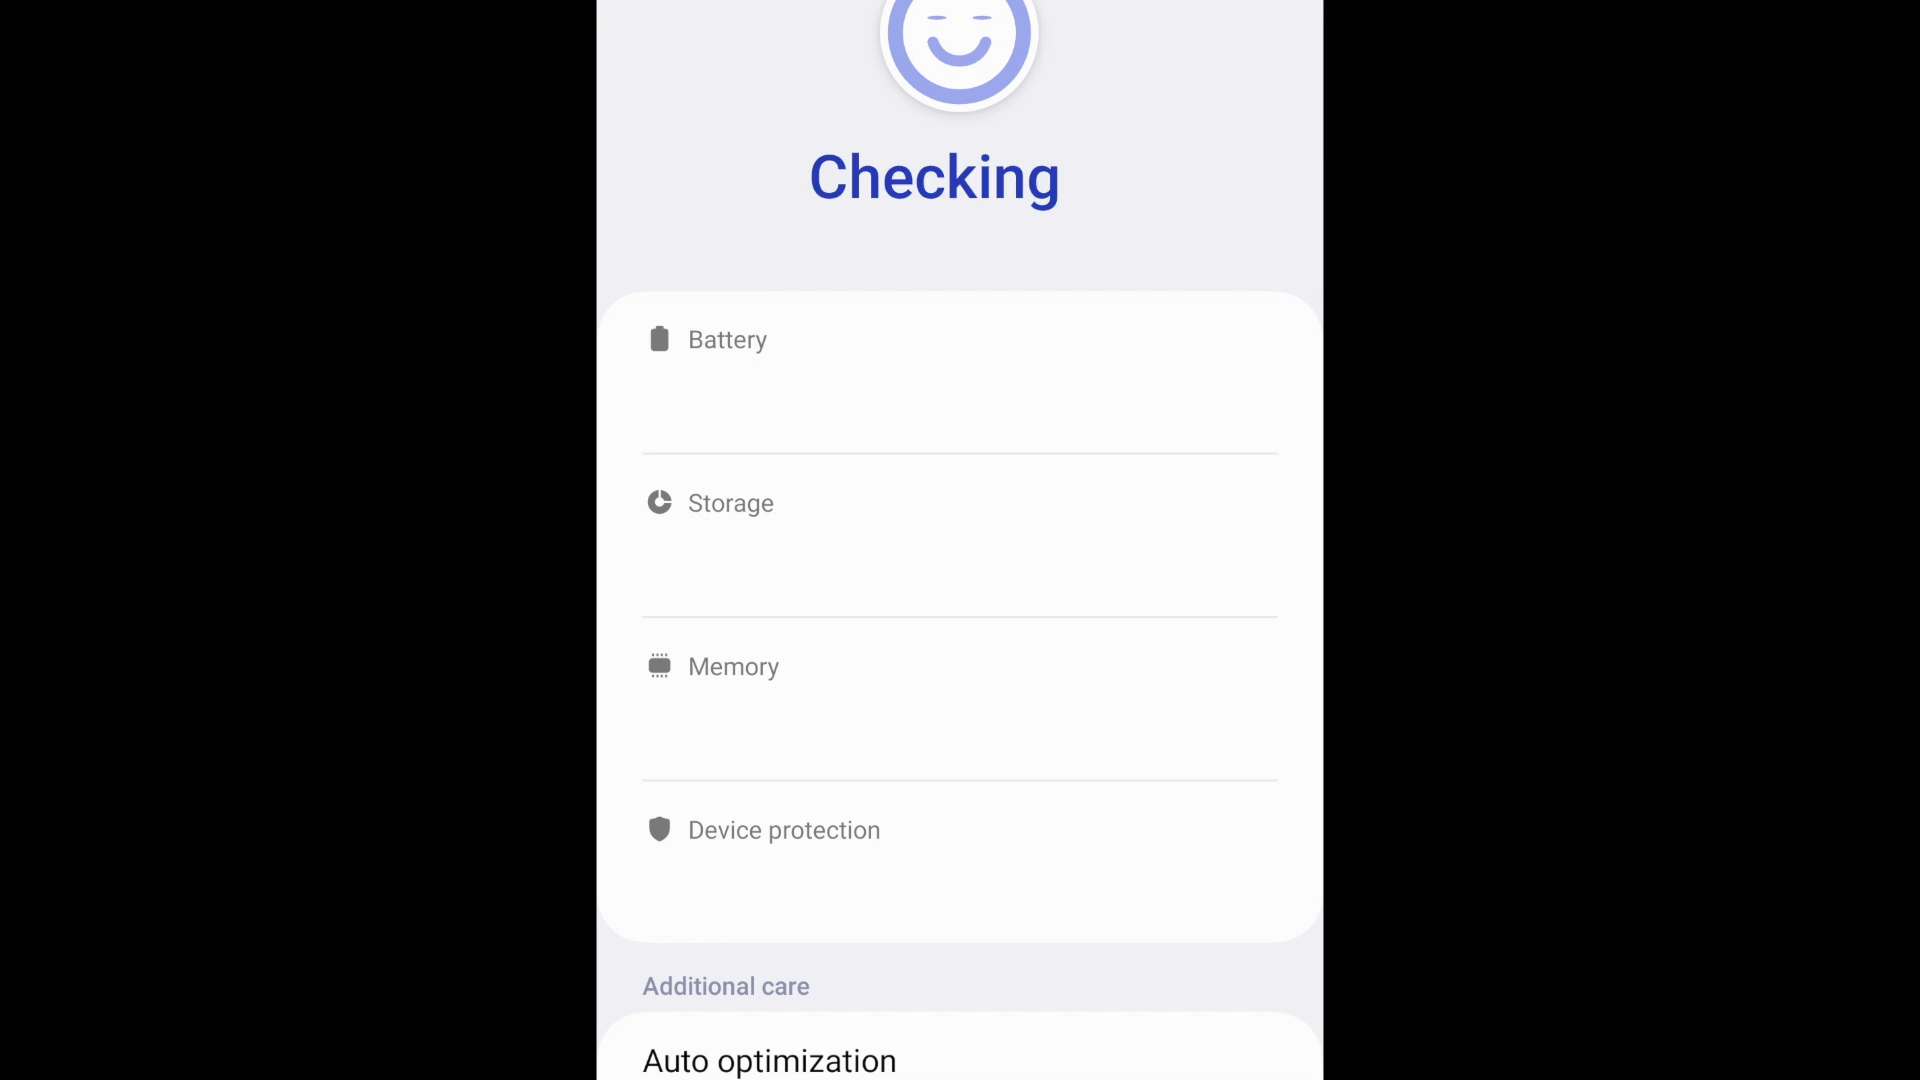 Checking
Battery
Storage
Memory
Device protection
Additional care
Auto optimization